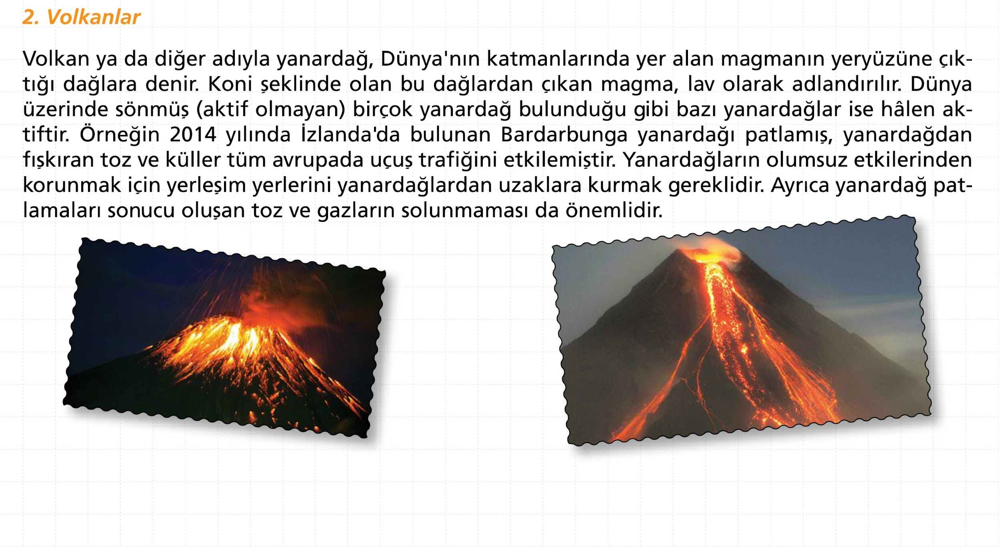 2. Volkanlar
Volkan ya da diğer adıyla yanardağ, Dünya'nın katmanlarında yer alan magmanın yeryüzüne çık-
tığı dağlara denir. Koni şeklinde olan bu dağlardan çıkan magma, lav olarak adlandırılır. Dünya
üzerinde sönmüş (aktif olmayan) birçok yanardağ bulunduğu gibi bazı yanardağlar ise hâlen ak-
tiftir. Örneğin 2014 yılında İzlanda'da bulunan Bardarbunga yanardağı patlamış, yanardağdan
fışkıran toz ve küller tüm avrupada uçuş trafiğini etkilemiştir. Yanardağların olumsuz etkilerinden
korunmak için yerleşim yerlerini yanardağlardan uzaklara kurmak gereklidir. Ayrıca yanardağ pat-
lamaları sonucu oluşan toz ve gazların solunmaması da önemlidir.